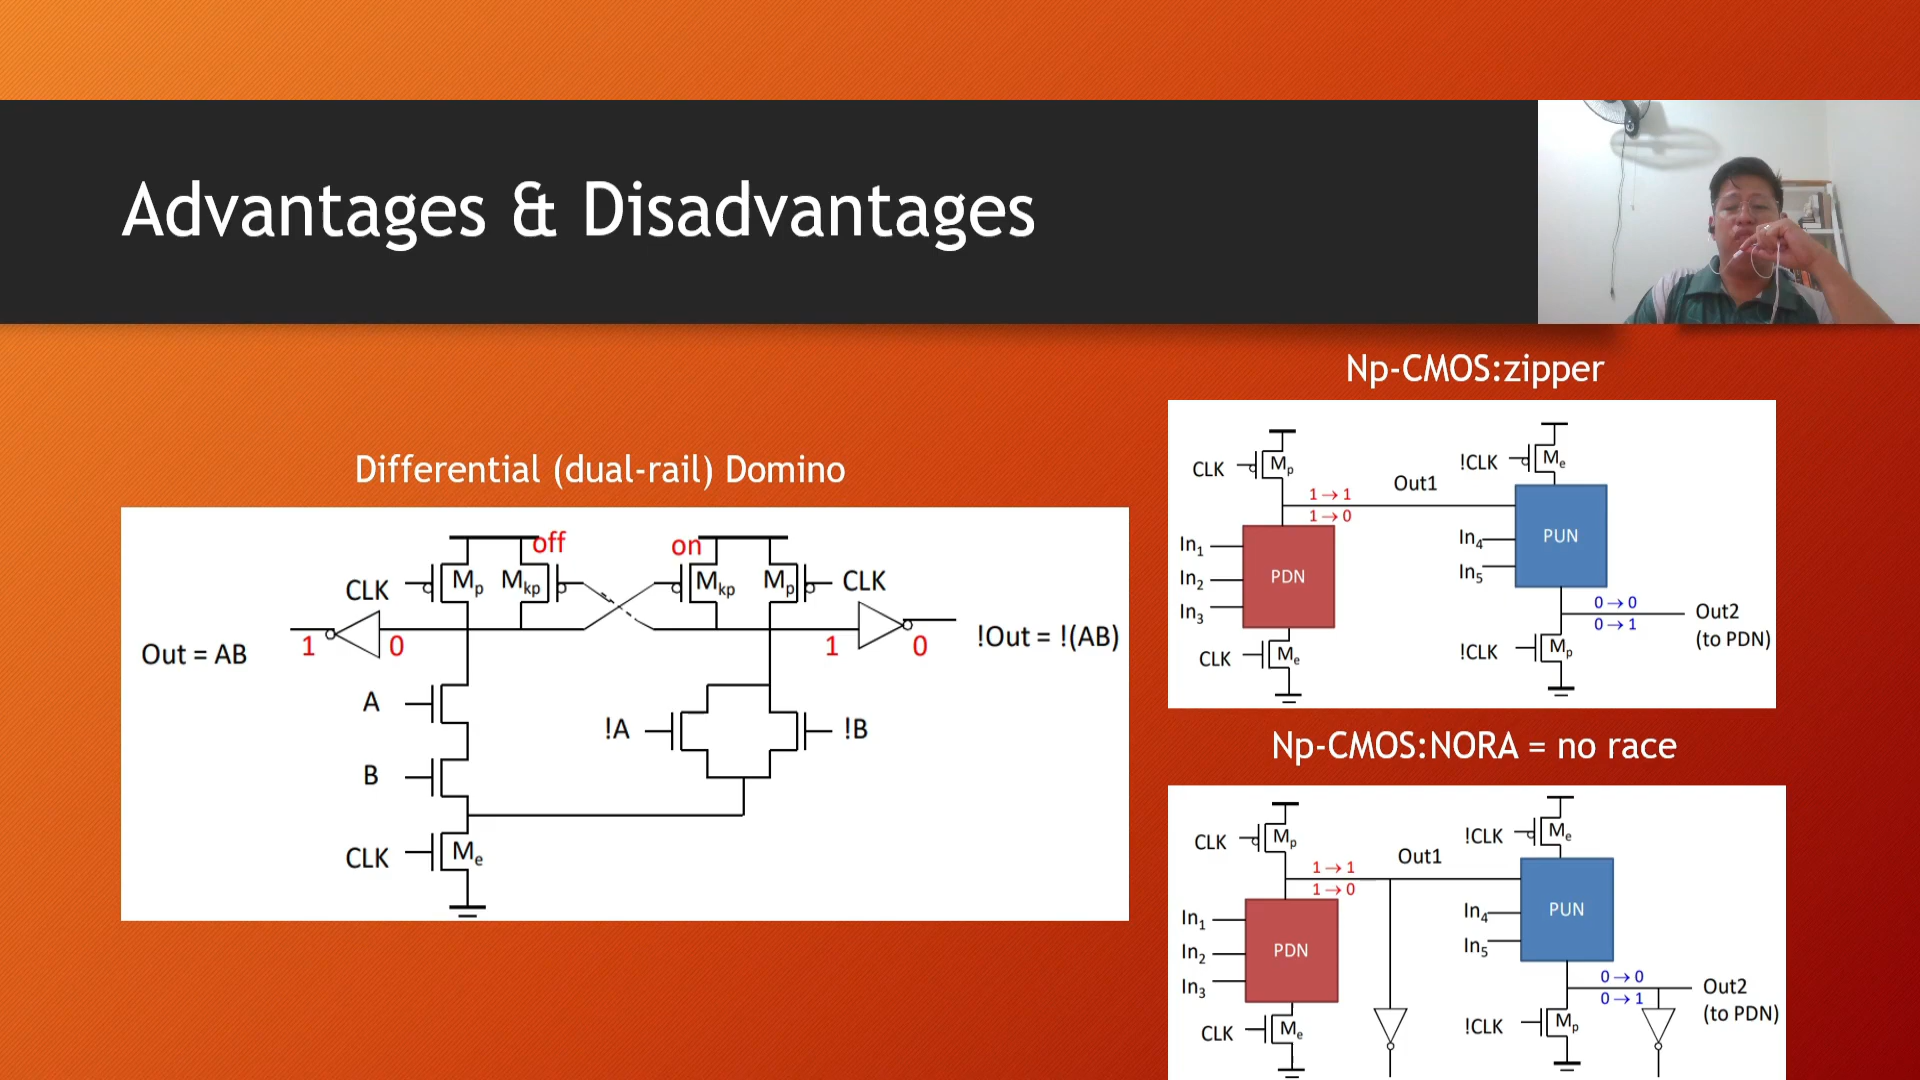 Advantages & Disadvantages
Differential (dual-rail) Domino
off
on
CLK
Mp
Mkp
Mkp
Mp
CLK
1
0
1
0
Out = AB
!Out = !(AB)
A
!A
!B
B
CLK
Me
Np-CMOS:zipper
CLK
Mp
!CLK
Me
Out1
1 → 1
1 → 0
In1
In2
In3
PDN
In4
In5
PUN
0 → 0
0 → 1
Out2
(to PDN)
CLK
Me
!CLK
Mp
Np-CMOS:NORA = no race
CLK
Mp
!CLK
Me
Out1
1 → 1
1 → 0
In1
In2
In3
PDN
In4
In5
PUN
0 → 0
0 → 1
Out2
(to PDN)
CLK
Me
!CLK
Mp